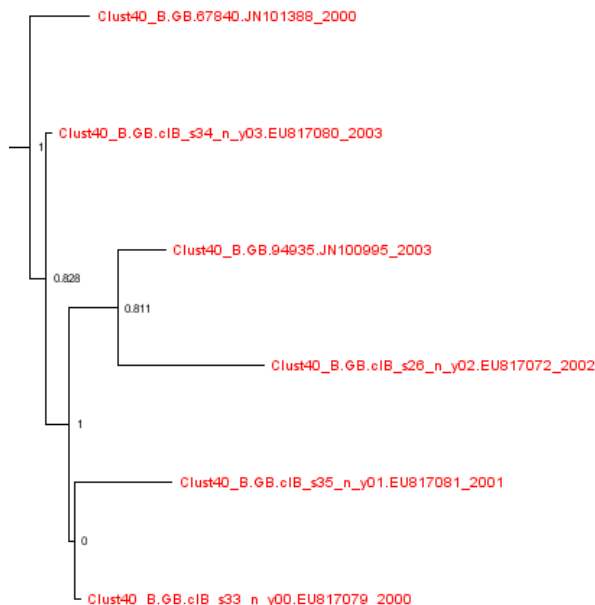 Clust40_B.GB.67840.JN101388_2000
Clust40_B.GB.clB_s34_n_y03.EU817080_2003
1
Clust40_B.GB.94935.JN100995_2003
0.828
0.811
Clust40_B.GB.clB_s26_n_y02.EU817072_2002
1
Clust40_B.GB.clB_s35_n_y01.EU817081_2001
0
Clust40_B.GB.clB_s33_n_y00.EU817079_2000